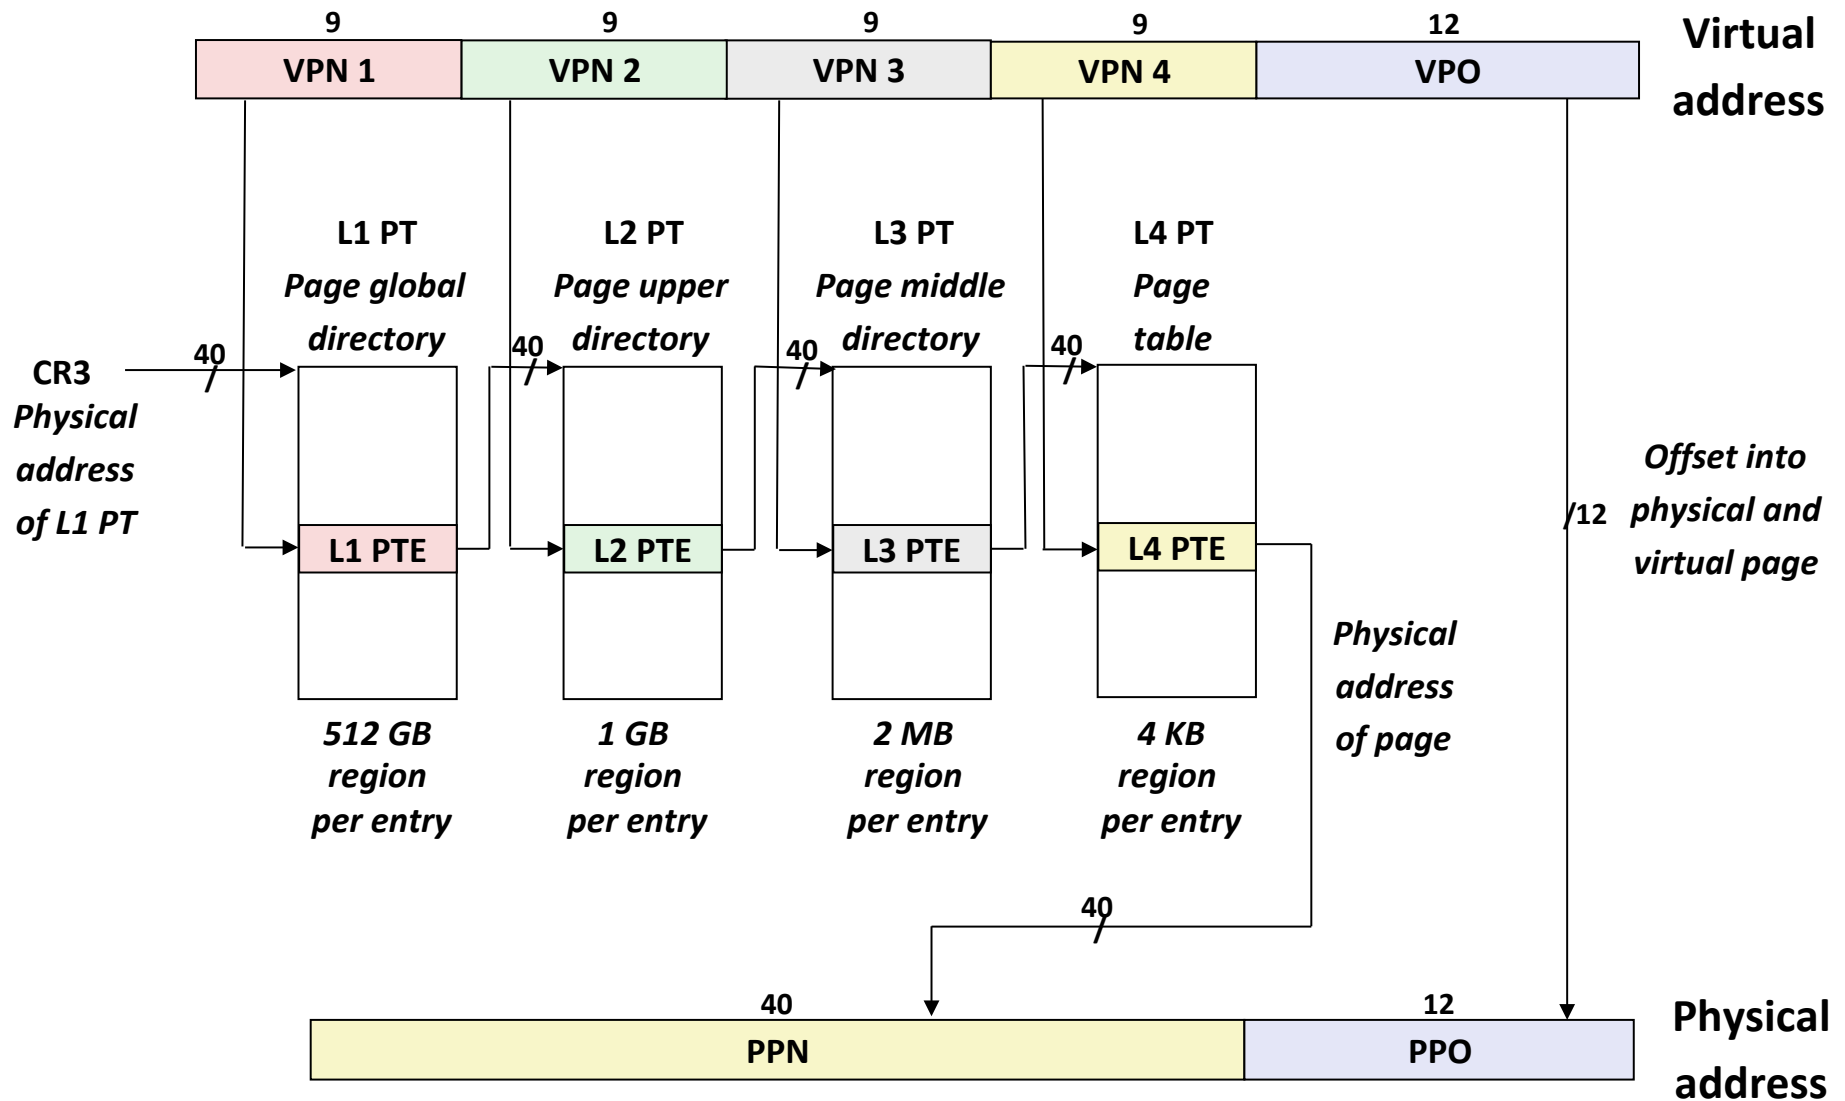 9
9
9
9
12
VPN 1
VPN 2
VPN 3
VPN 4
VPO
Virtual
address
L1 PT
Page global
directory
L2 PT
Page upper
directory
L3 PT
Page middle
directory
L4 PT
Page
table
CR3
Physical
address
of L1 PT
40
40
40
40
L1 PTE
L2 PTE
L3 PTE
L4 PTE
/12
Offset into
physical and
virtual page
512 GB
region
per entry
1 GB
region
per entry
2 MB
region
per entry
4 KB
region
per entry
Physical
address
of page
40
40
12
PPN
PPO
Physical
address